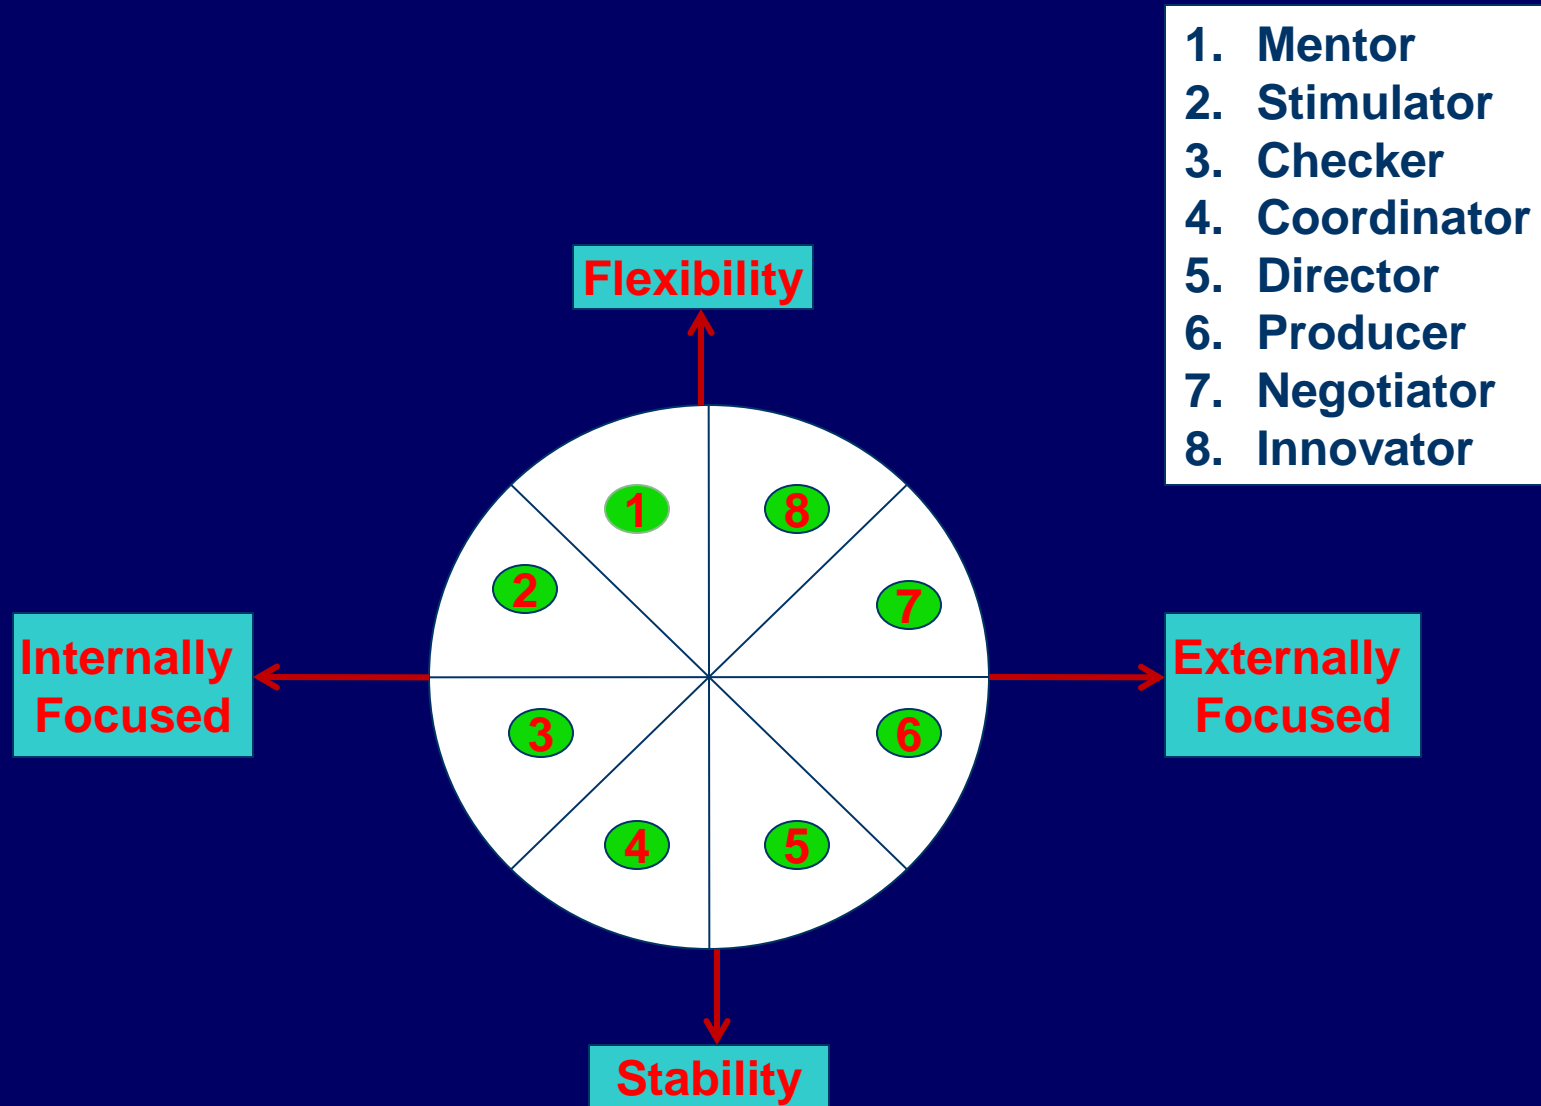 1. Mentor
2. Stimulator
3. Checker
4. Coordinator
5. Director
6. Producer
7. Negotiator
8. Innovator
Flexibility
1
8
2
7
Internally
Focused
Externally
Focused
3
6
4
5
Stability